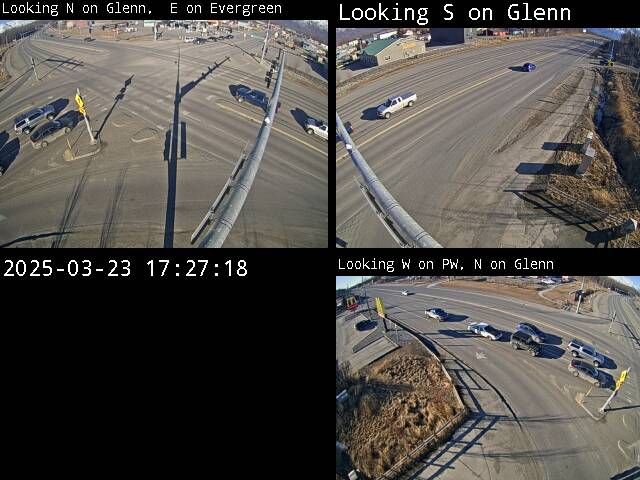 Looking N on Glenn,  E on Evergreen
Looking S on Glenn
2025-03-23 17:27:18
Looking W on PW, N on Glenn